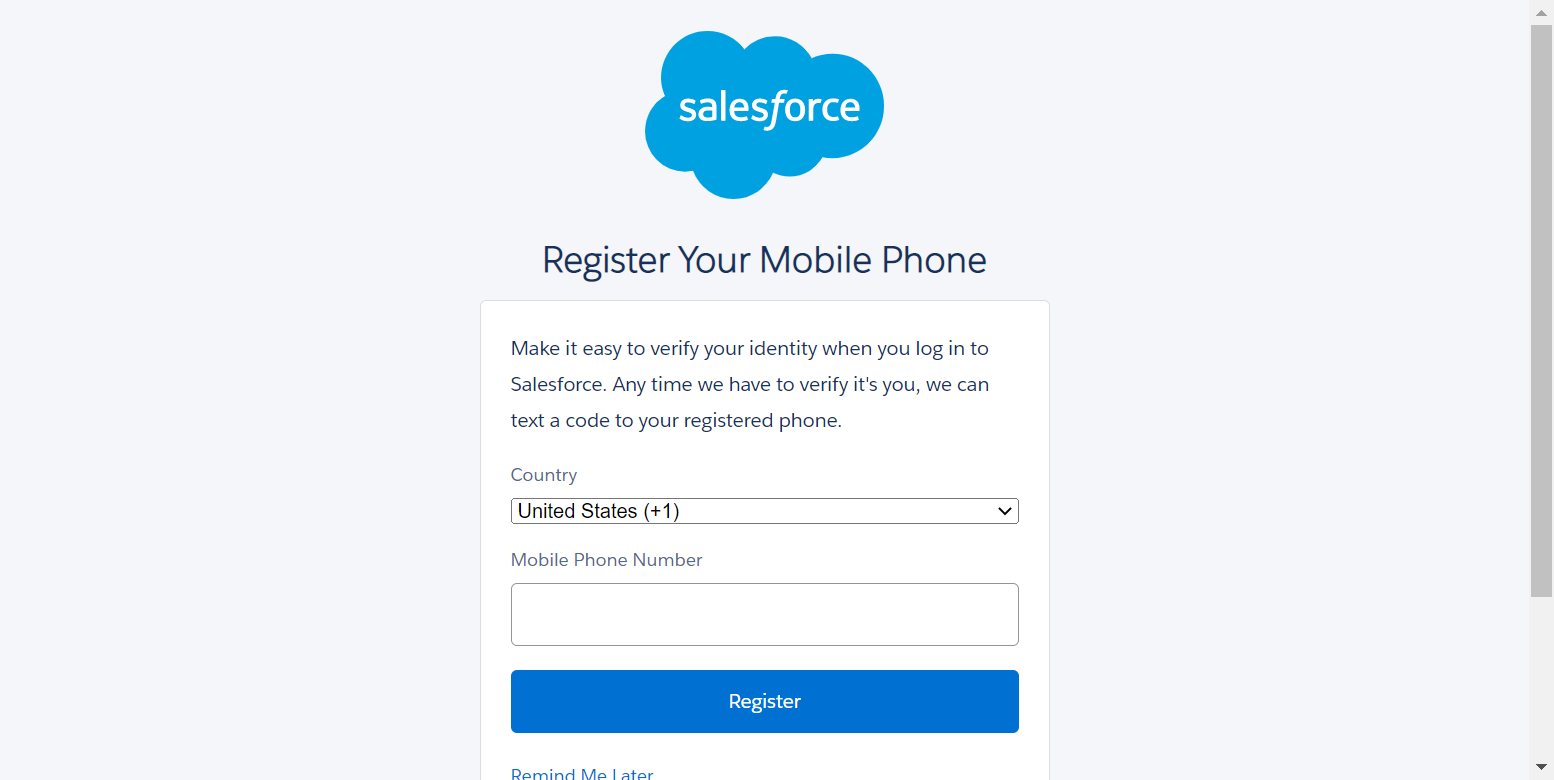 salesforce
Register Your Mobile Phone
Make it easy to verify your identity when you log in to
Salesforce. Any time we have to verify it's you, we can
text a code to your registered phone.
Country
United States (+1)
Mobile Phone Number
Register
Remind Me Later